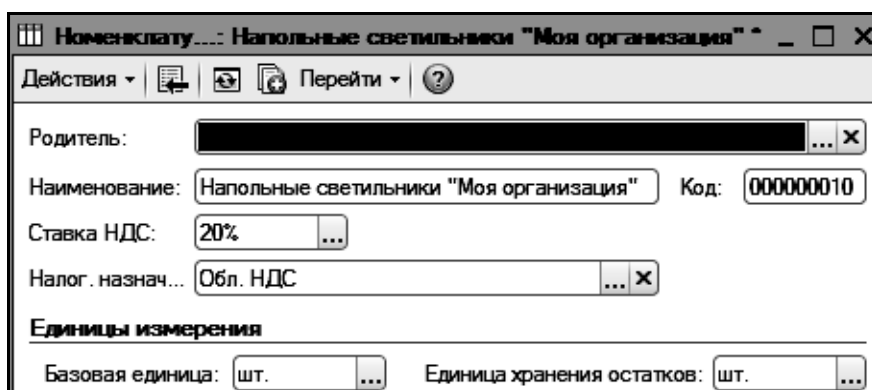 Номенклату...: Напольные светильники "Моя организация" *
Действия Перейти ?
Родитель: ...
Наименование: Напольные светильники "Моя организация" Код: 000000010
Ставка НДС: 20% ...
Налог. назнач... Обл. НДС ...
Единицы измерения
Базовая единица: шт. ... Единица хранения остатков: шт. ...